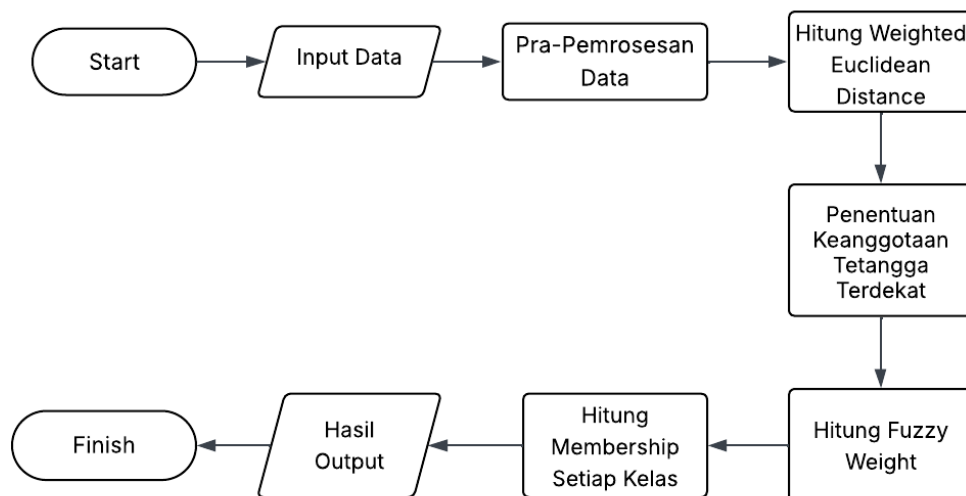 Start
Input Data
Pra-Pemrosesan
Data
Hitung Weighted
Euclidean
Distance
Penentuan
Keanggotaan
Tetangga
Terdekat
Hitung Fuzzy
Weight
Hitung
Membership
Setiap Kelas
Hasil
Output
Finish